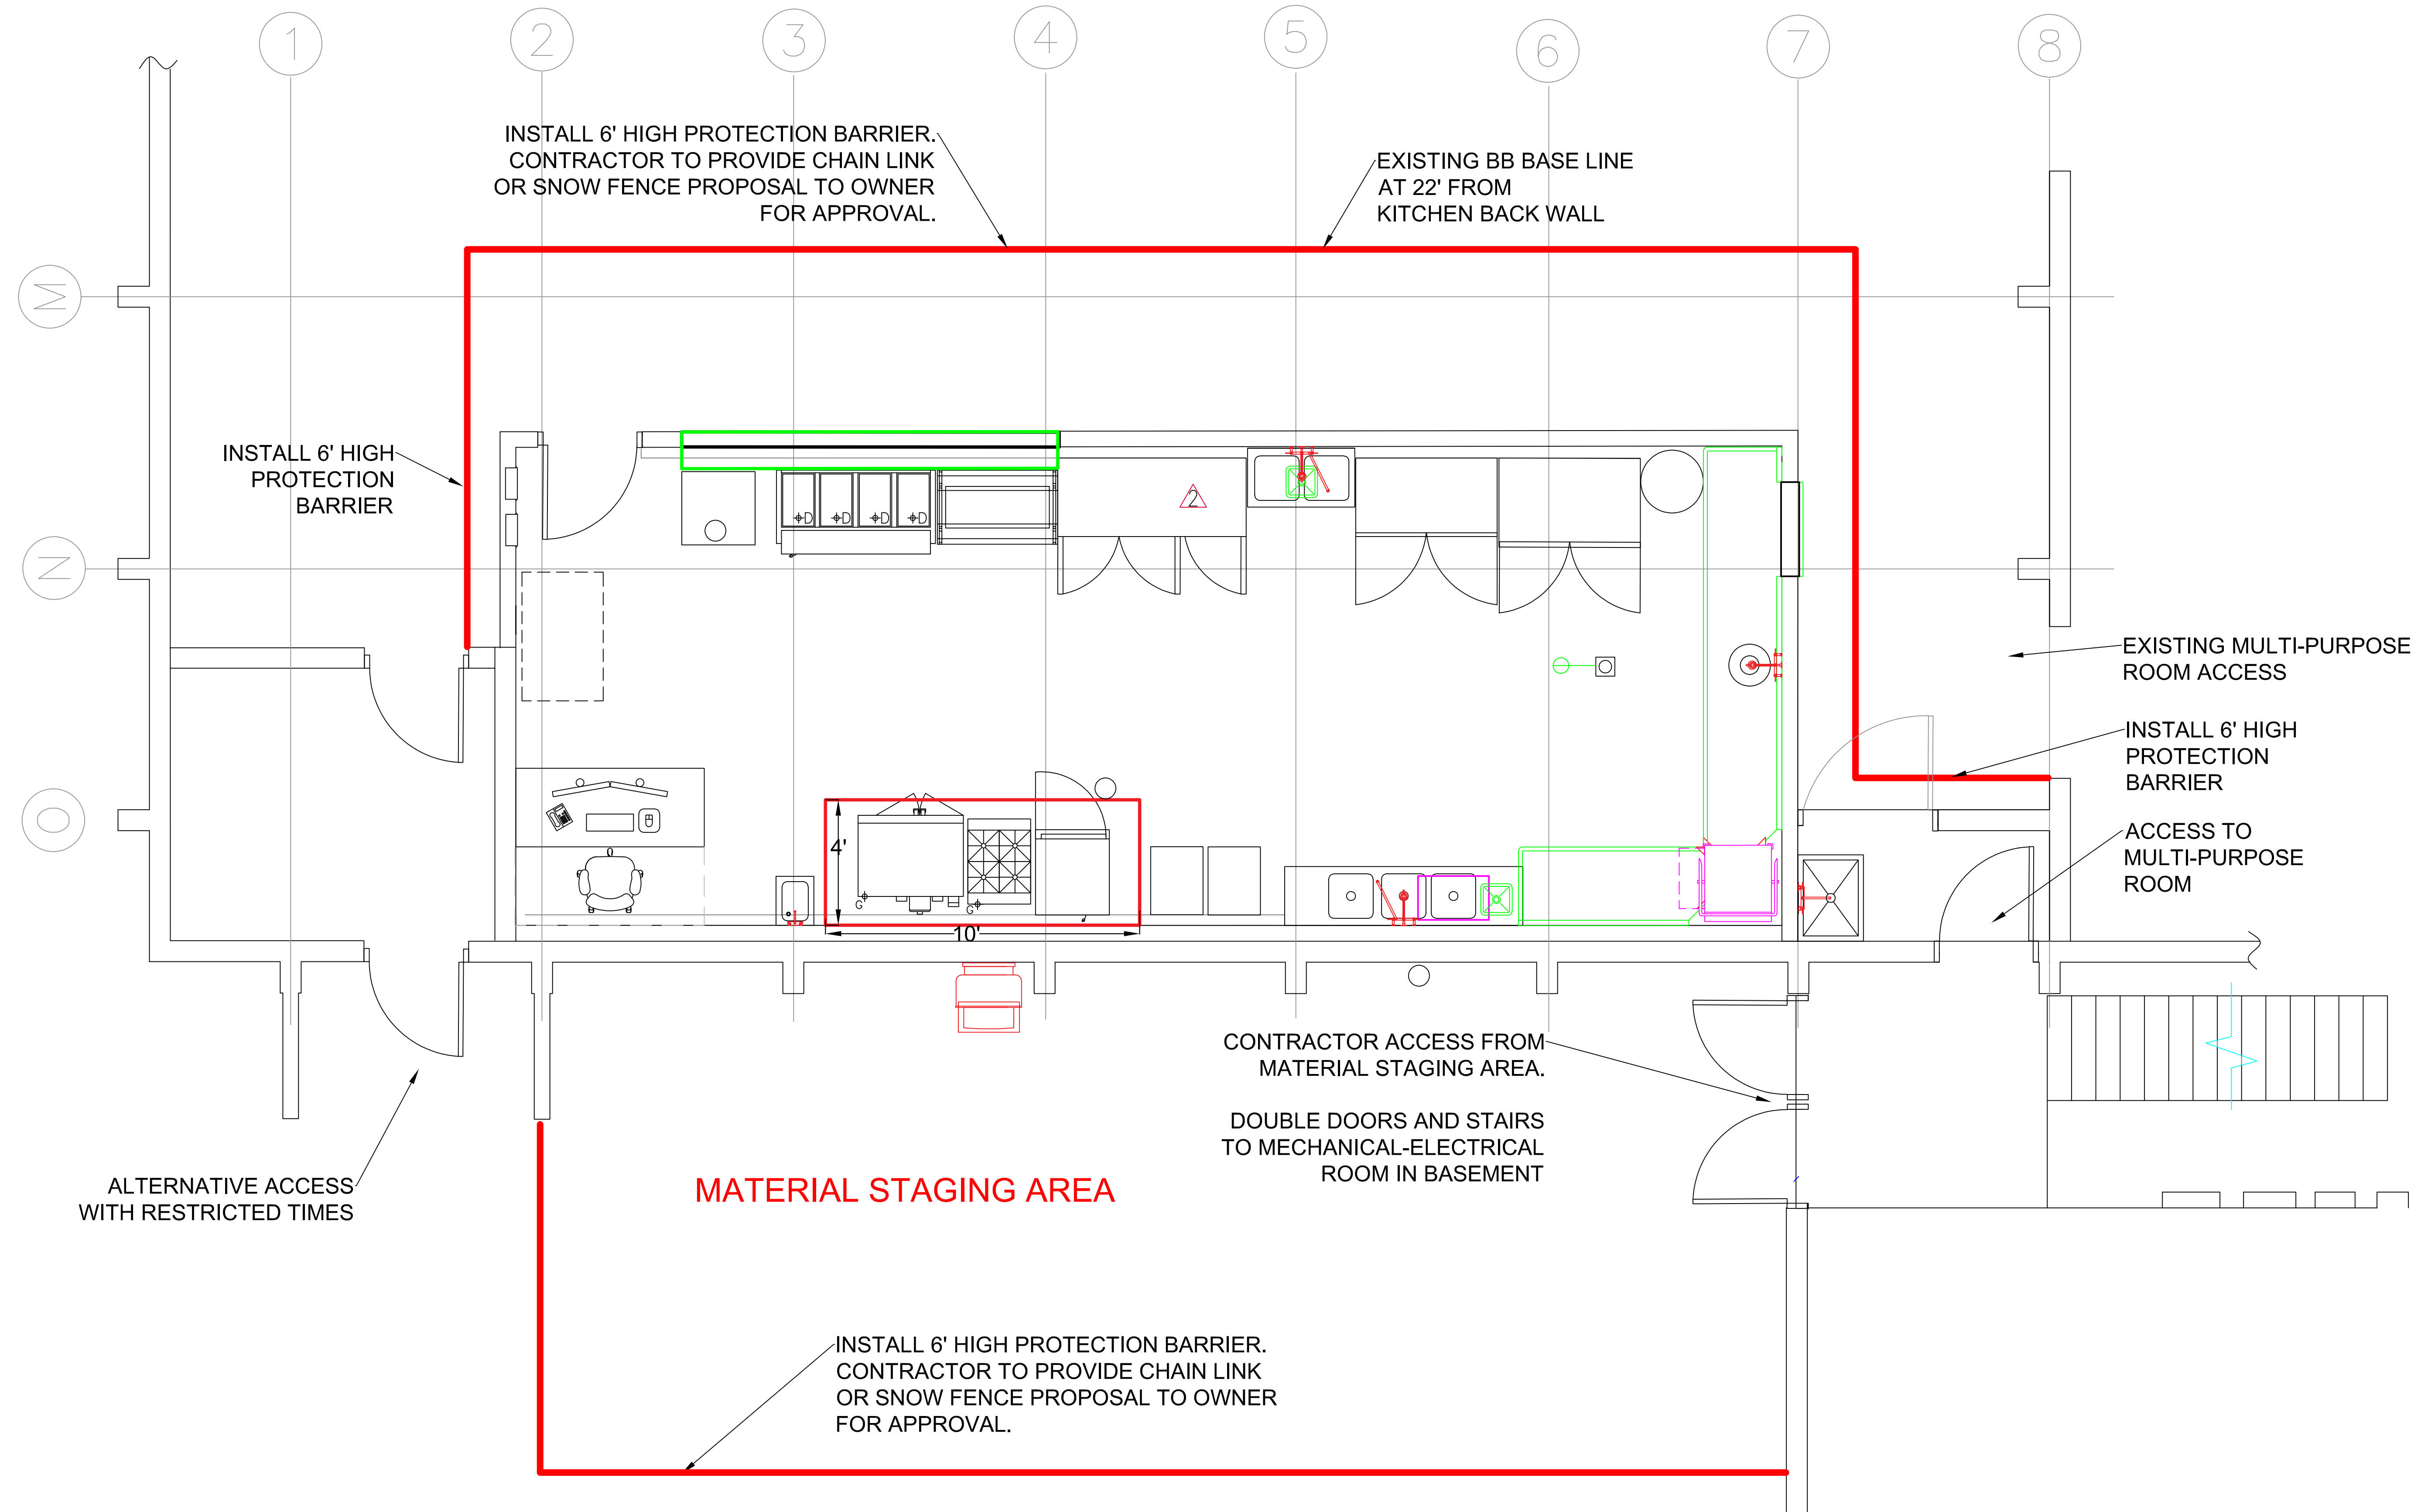 1
2
3
4
5
6
7
8
INSTALL 6' HIGH PROTECTION BARRIER.
CONTRACTOR TO PROVIDE CHAIN LINK
OR SNOW FENCE PROPOSAL TO OWNER
FOR APPROVAL.
EXISTING BB BASE LINE
AT 22' FROM
KITCHEN BACK WALL
M
INSTALL 6' HIGH
PROTECTION
BARRIER
2
D
D
D
D
N
EXISTING MULTI-PURPOSE
ROOM ACCESS
INSTALL 6' HIGH
PROTECTION
BARRIER
O
ACCESS TO
MULTI-PURPOSE
ROOM
4'
G
G
10'
CONTRACTOR ACCESS FROM
MATERIAL STAGING AREA.
DOUBLE DOORS AND STAIRS
TO MECHANICAL-ELECTRICAL
ROOM IN BASEMENT
ALTERNATIVE ACCESS
WITH RESTRICTED TIMES
MATERIAL STAGING AREA
INSTALL 6' HIGH PROTECTION BARRIER.
CONTRACTOR TO PROVIDE CHAIN LINK
OR SNOW FENCE PROPOSAL TO OWNER
FOR APPROVAL.